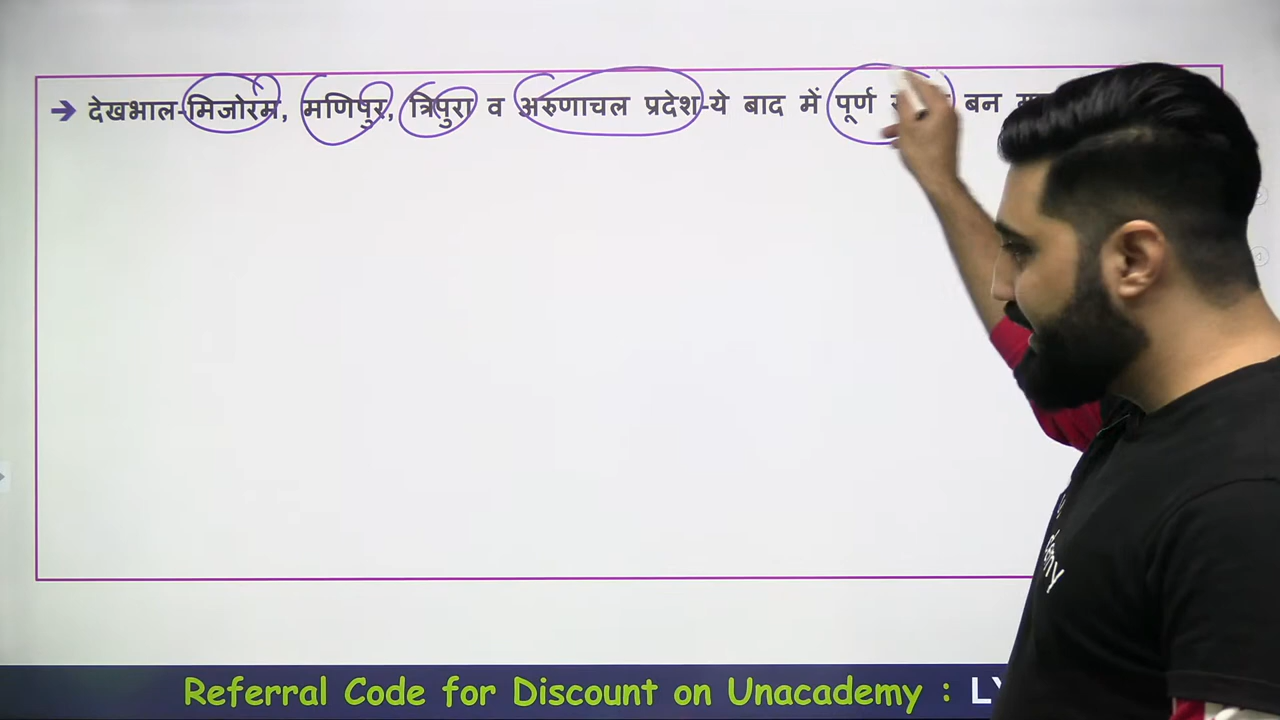 ➔ देखभाल-मिजोरम, मणिपुर, त्रिपुरा व अरुणाचल प्रदेश-ये बाद में पूर्ण बन
Referral Code for Discount on Unacademy :